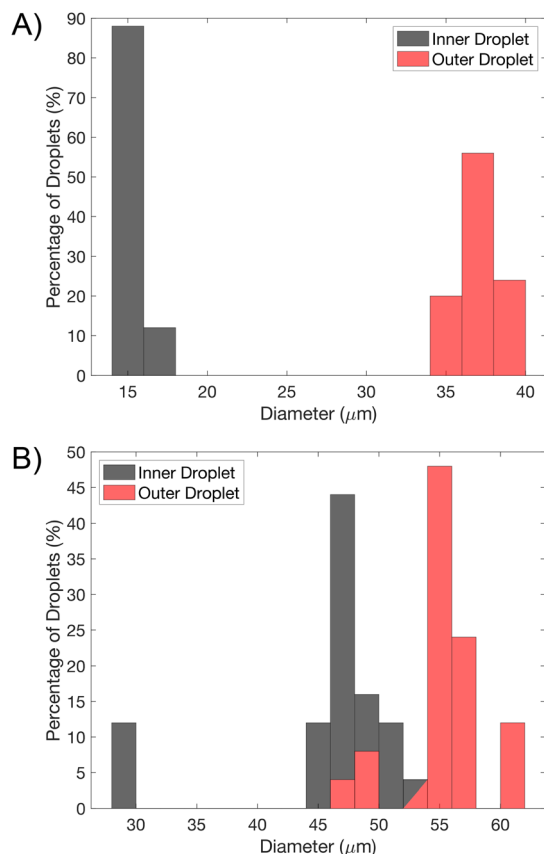 A)
90
80
70
60
50
40
30
20
10
0
Percentage of Droplets (%)
Inner Droplet
Outer Droplet
15 20 25 30 35 40
Diameter (μm)
B)
50
45
40
35
30
25
20
15
10
5
0
Percentage of Droplets (%)
Inner Droplet
Outer Droplet
30 35 40 45 50 55 60
Diameter (μm)